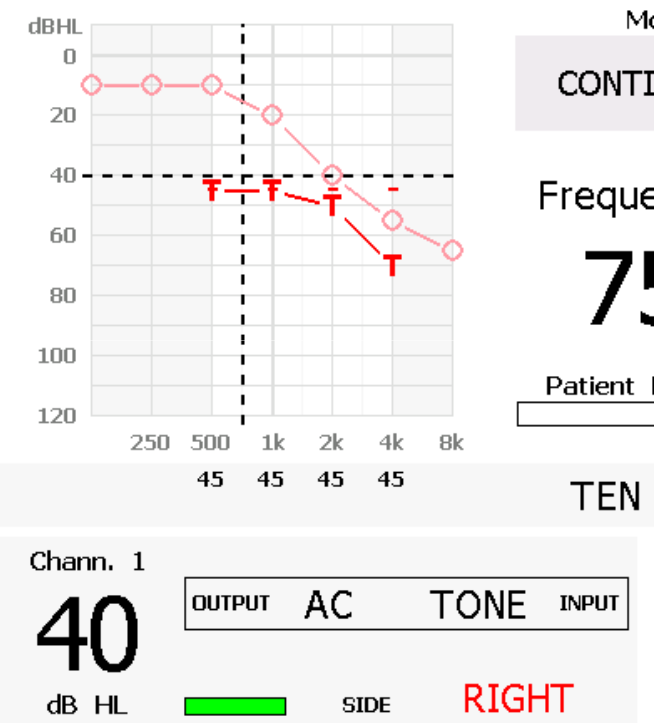 dBHL
0
20
40
60
80
100
120
250 500 1k 2k 4k 8k
45 45 45 45
CONTI
Freque
75
Patient
TEN
Chann. 1
40
dB HL
OUTPUT AC TONE INPUT
SIDE RIGHT